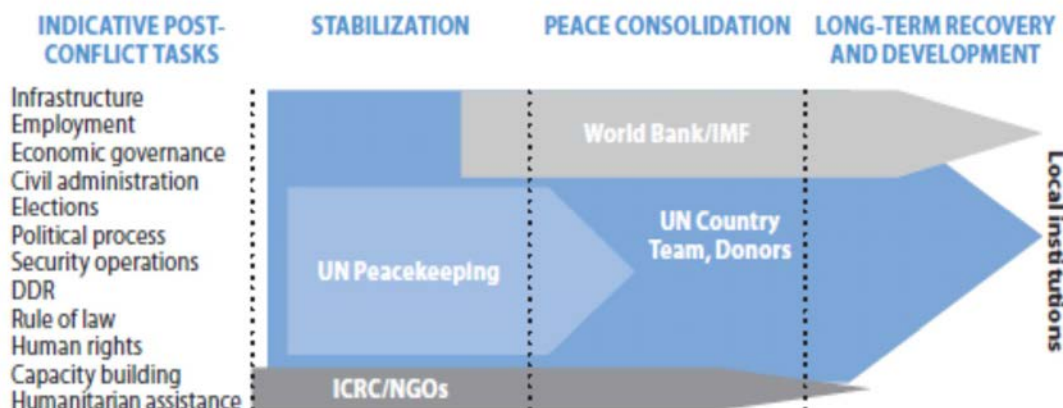 INDICATIVE POST-
CONFLICT TASKS
STABILIZATION
PEACE CONSOLIDATION
LONG-TERM RECOVERY
AND DEVELOPMENT
Infrastructure
Employment
Economic governance
Civil administration
Elections
Political process
Security operations
DDR
Rule of law
Human rights
Capacity building
Humanitarian assistance
World Bank/IMF
UN Country
Team, Donors
UN Peacekeeping
ICRC/NGOs
Local institutions